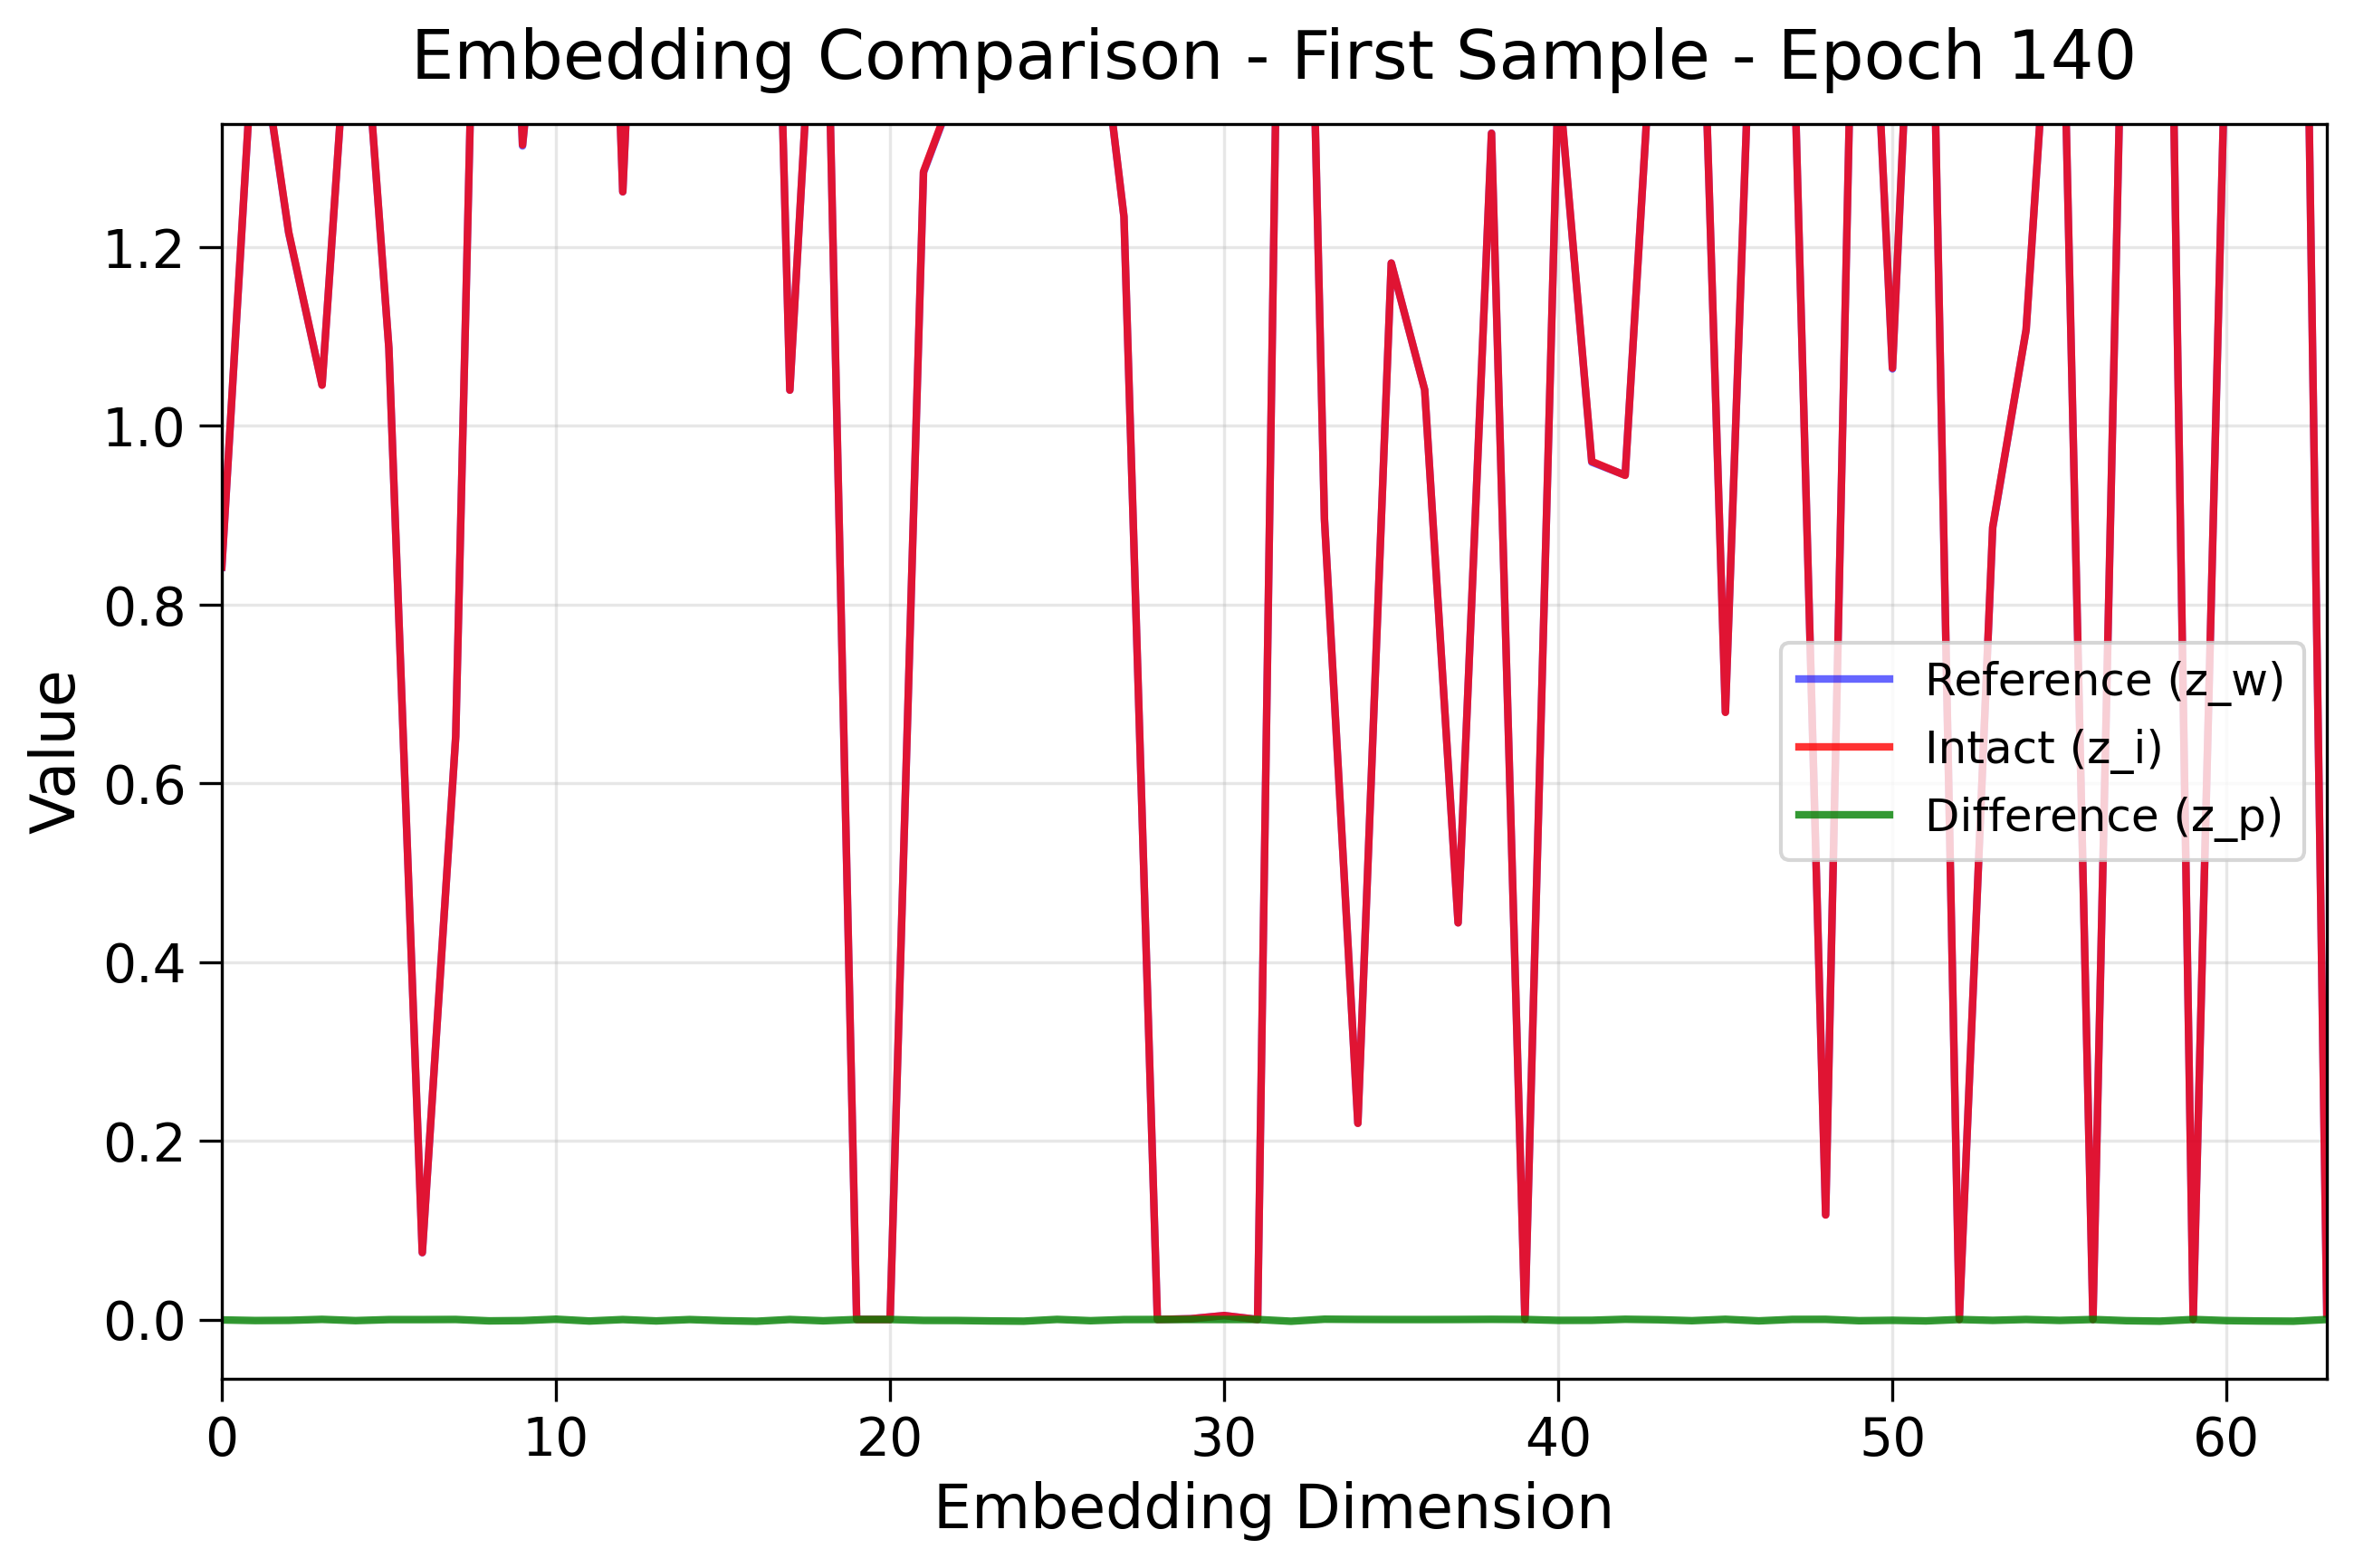 Embedding Comparison - First Sample - Epoch 140
Value
1.2
1.0
0.8
0.6
0.4
0.2
0.0
Reference (z_w)
Intact (z_i)
Difference (z_p)
0 10 20 30 40 50 60
Embedding Dimension